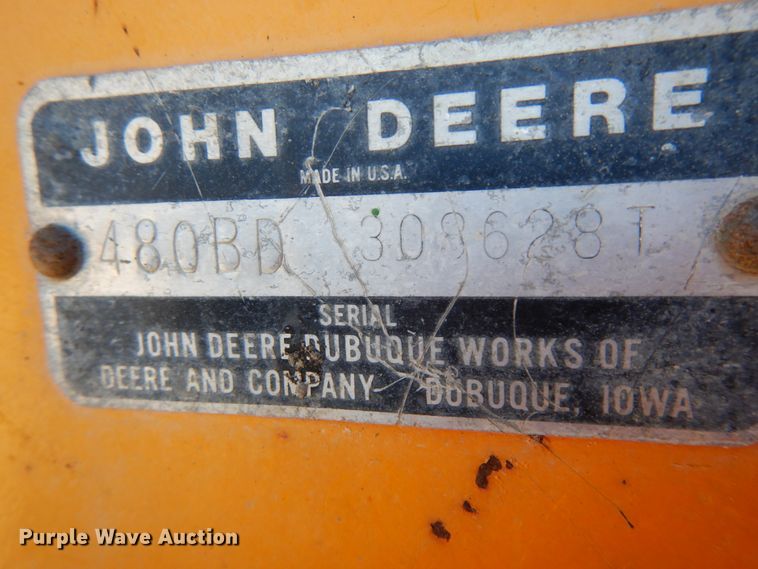 JOHN DEERE
MADE IN U.S.A.
480BD 308628T
SERIAL
JOHN DEERE DUBUQUE WORKS OF
DEERE AND COMPANY DUBUQUE, IOWA
Purple Wave Auction